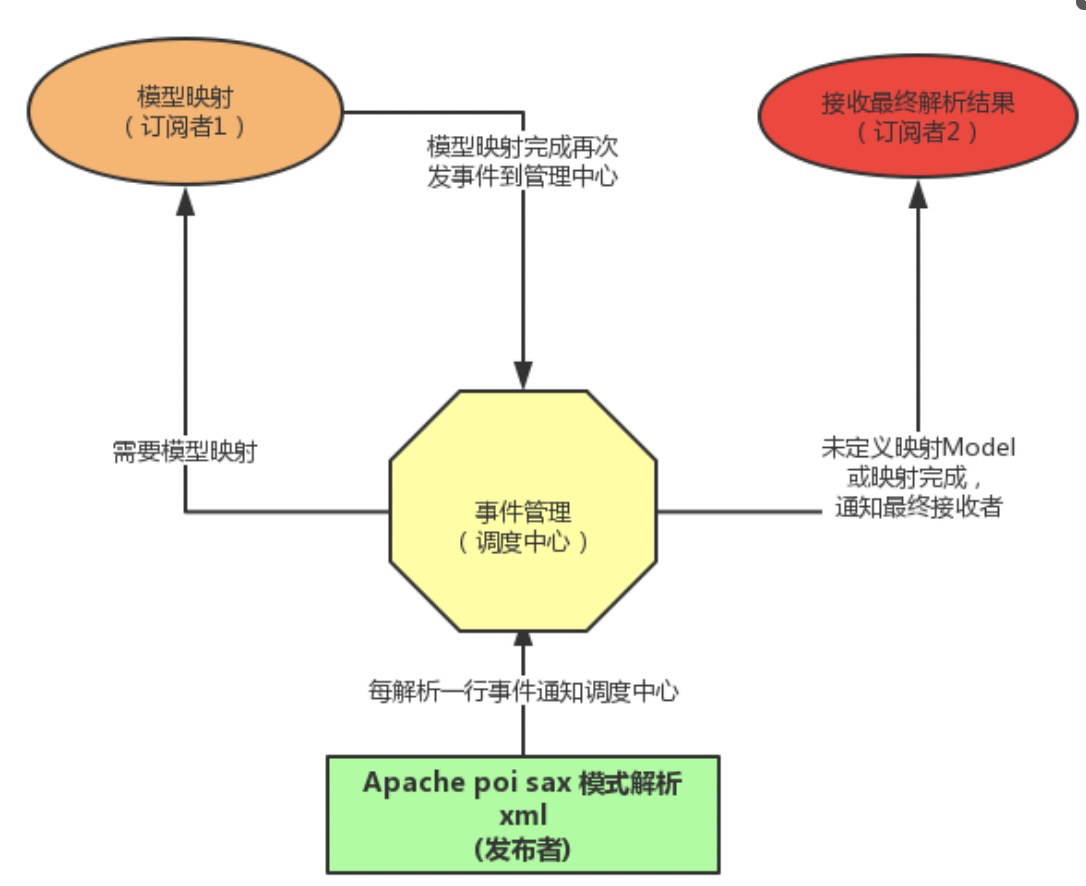 模型映射
（订阅者1）
接收最终解析结果
（订阅者2）
模型映射完成再次
发事件到管理中心
需要模型映射
未定义映射Model
或映射完成，
通知最终接收者
事件管理
（调度中心）
每解析一行事件通知调度中心
Apache poi sax 模式解析
xml
(发布者)